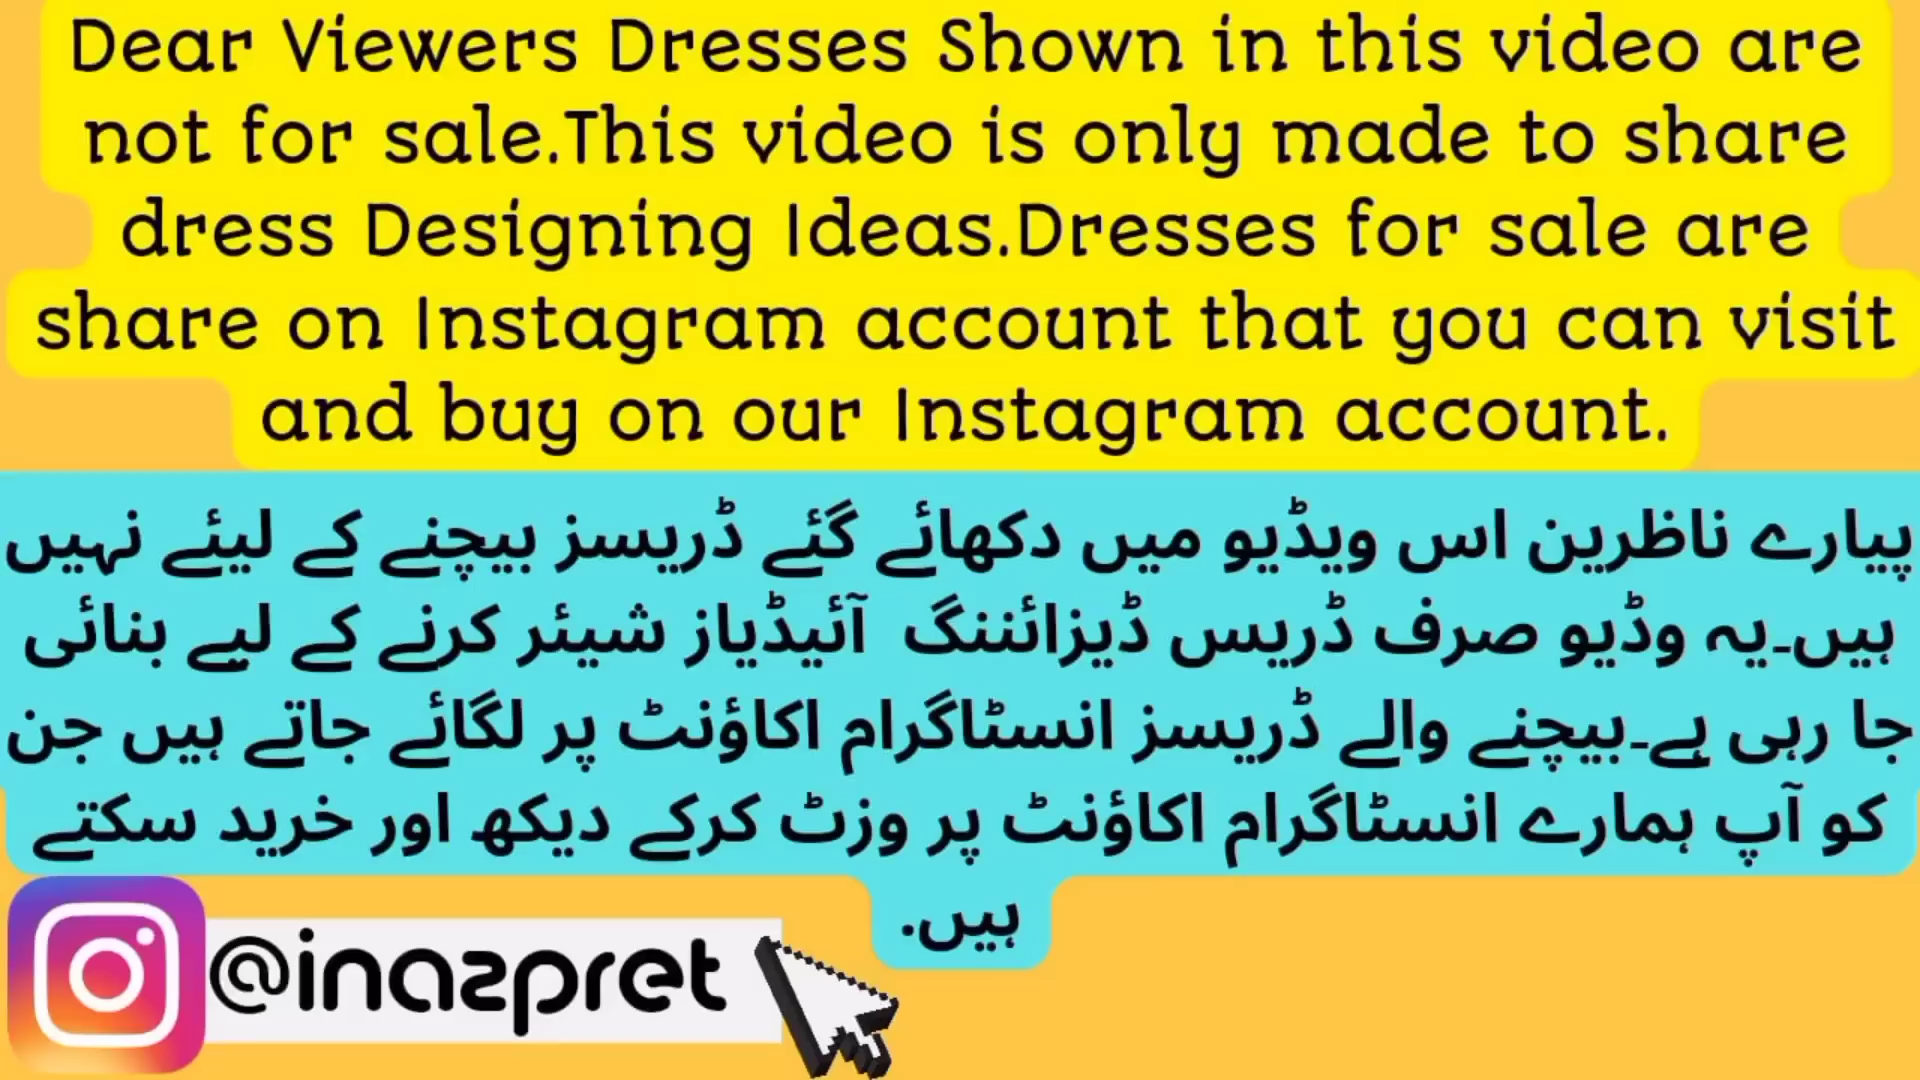 Dear Viewers Dresses Shown in this video are
not for sale.This video is only made to share
dress Designing Ideas.Dresses for sale are
share on Instagram account that you can visit
and buy on our Instagram account.
پیارے ناظرین اس ویڈیو میں دکھائے گئے ڈریسز بیچنے کے لیئے نہیں
ہیں۔یہ وڈیو صرف ڈریس ڈیزائننگ آئیڈیاز شیئر کرنے کے لیے بنائی
جا رہی ہے۔بیچنے والے ڈریسز انسٹاگرام اکاؤنٹ پر لگائے جاتے ہیں جن
کو آپ ہمارے انسٹاگرام اکاؤنٹ پر وزٹ کرکے دیکھ اور خرید سکتے
ہیں.
@inazpret